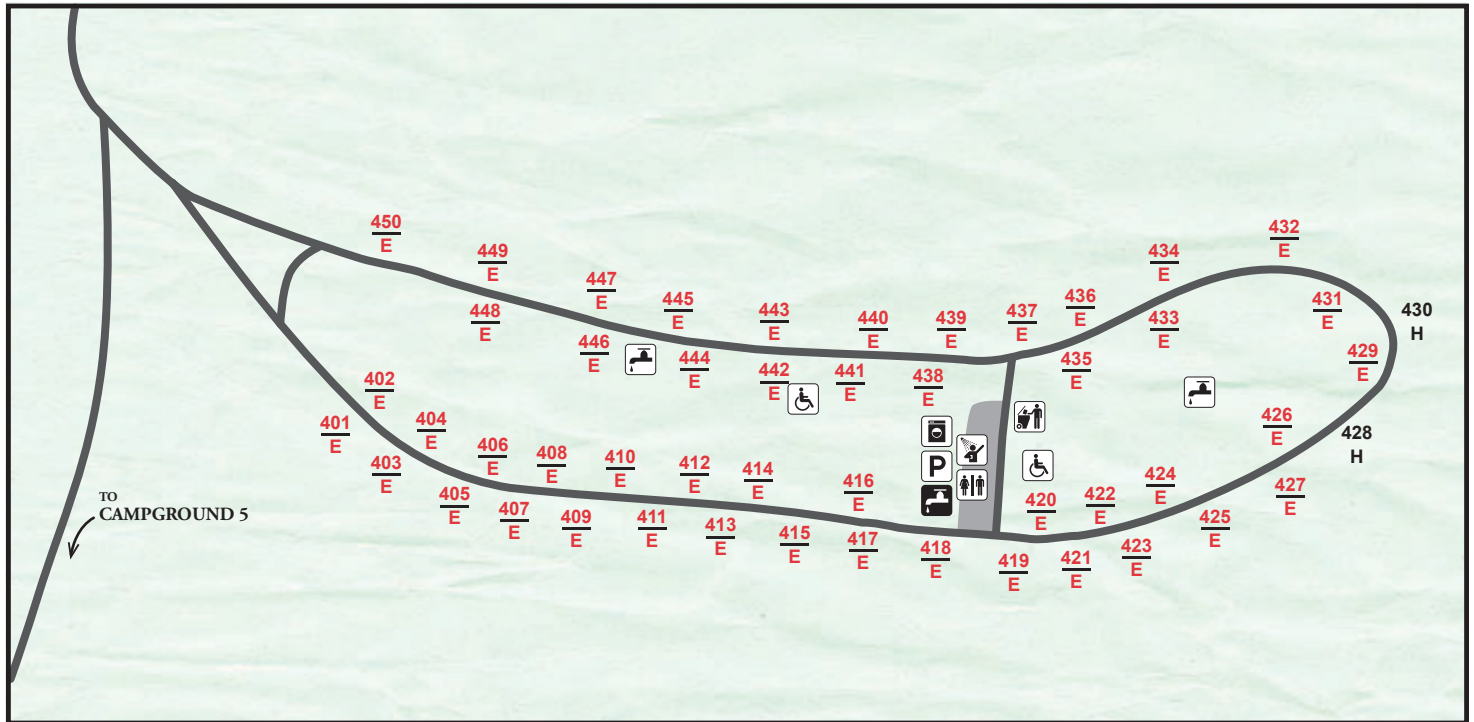 450
E
449
E
448
E
447
E
446
E
445
E
444
E
443
E
442
E
441
E
440
E
439
E
438
E
437
E
436
E
435
E
434
E
433
E
432
E
431
E
430
H
429
E
428
H
427
E
426
E
425
E
424
E
423
E
422
E
421
E
420
E
419
E
418
E
417
E
416
E
415
E
414
E
413
E
412
E
411
E
410
E
409
E
408
E
407
E
406
E
405
E
404
E
403
E
402
E
401
E
P
TO
CAMPGROUND 5